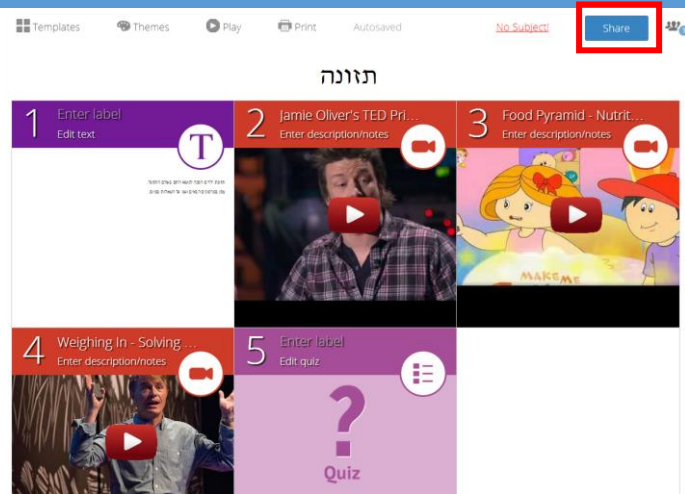 Templates Themes Play Print Autosaved No Subject! Share
תזונה
1 Enter label
Edit text
T
2 Jamie Oliver's TED Pri...
Enter description/notes
3 Food Pyramid - Nutrit...
Enter description/notes
MAKE ME
4 Weighing In - Solving ...
Enter description/notes
5 Enter label
Edit quiz
?
Quiz